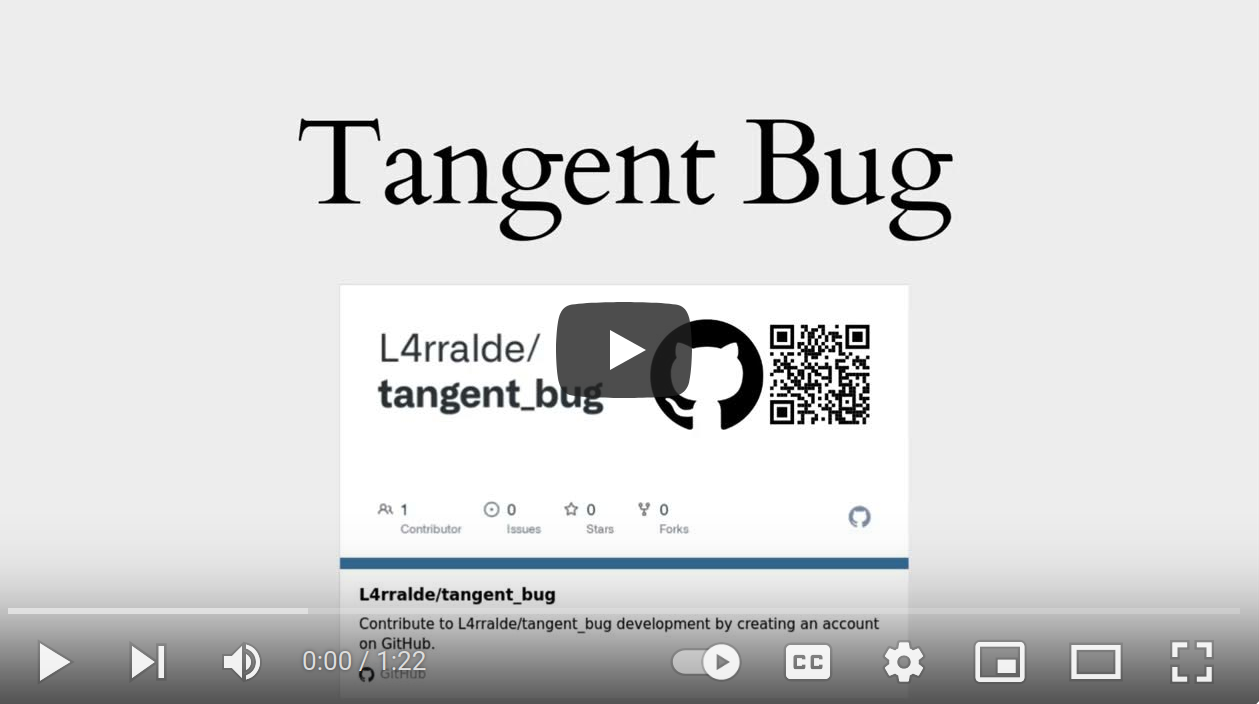 Tangent Bug
L4rralde/
tangent_bug
1 0 0 0
Contributor Issues Stars Forks
L4rralde/tangent_bug
Contribute to L4rralde/tangent_bug development by creating an account
on GitHub.
0:00 / 1:22
CC
GitHub